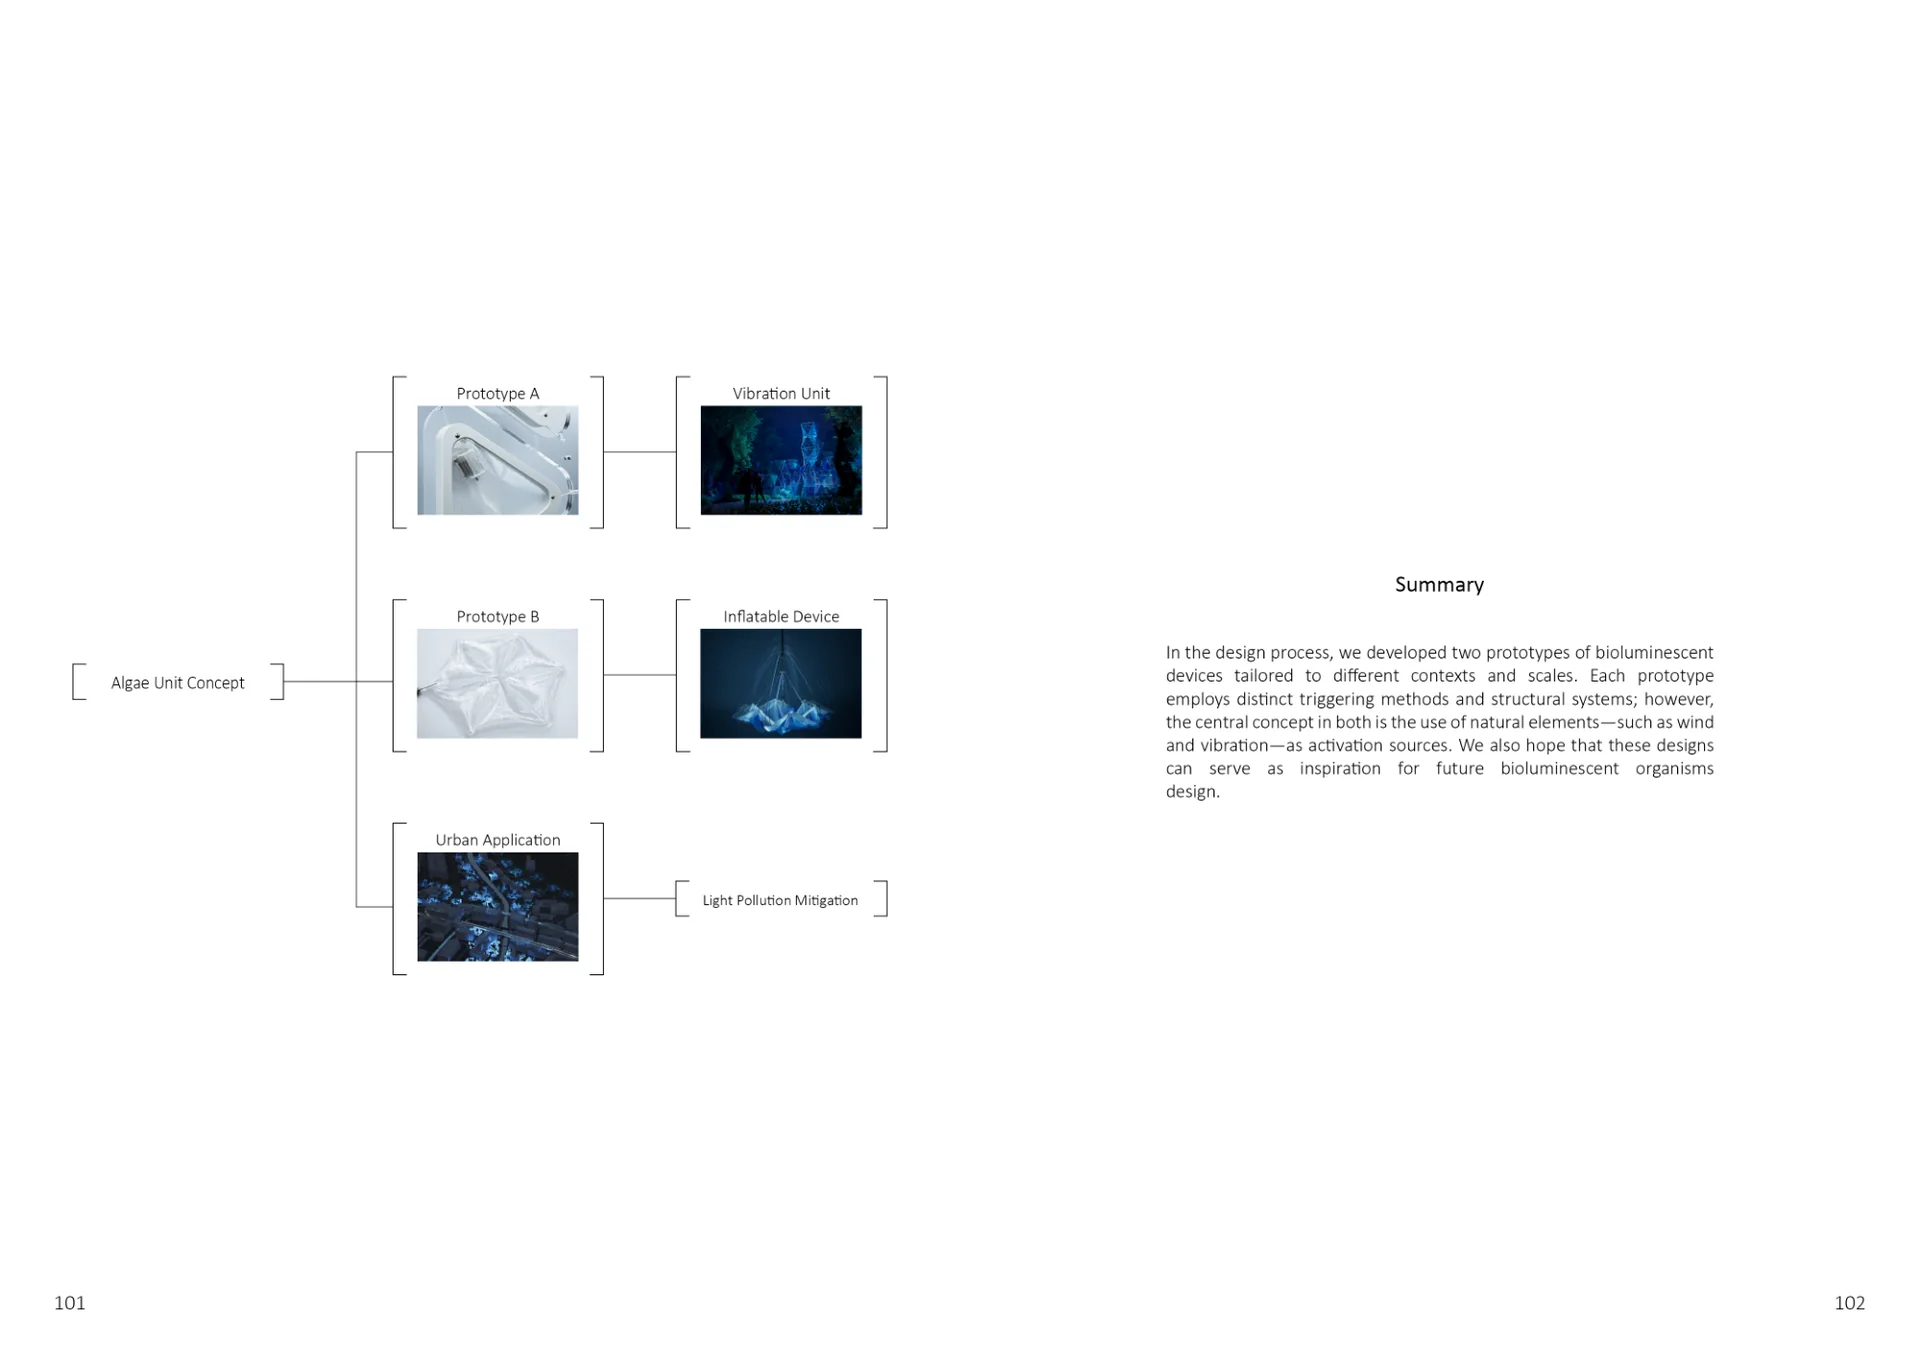 Prototype A
Vibration Unit
Prototype B
Inflatable Device
Algae Unit Concept
Urban Application
Light Pollution Mitigation
Summary
In the design process, we developed two prototypes of bioluminescent
devices tailored to different contexts and scales. Each prototype
employs distinct triggering methods and structural systems; however,
the central concept in both is the use of natural elements—such as wind
and vibration—as activation sources. We also hope that these designs
can serve as inspiration for future bioluminescent organisms
design.
101
102